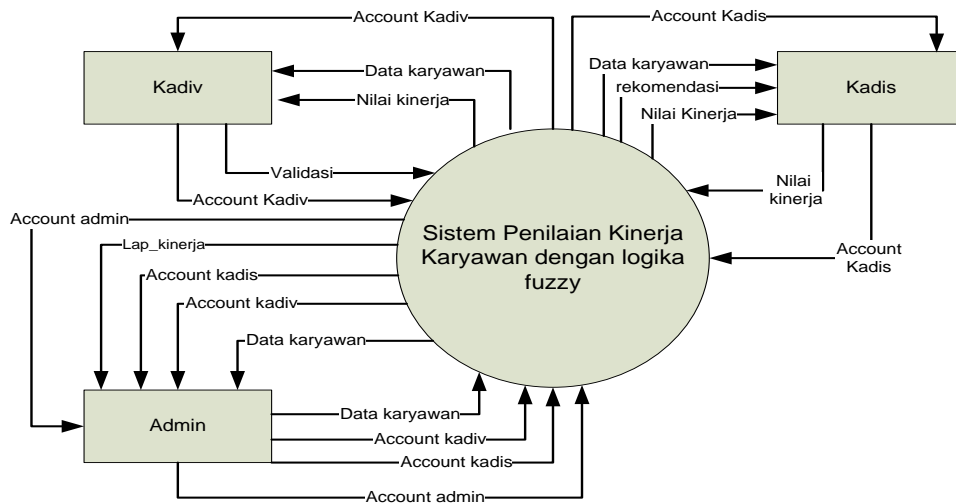 Account Kadiv
Account Kadis
Kadiv
Data karyawan
Nilai kinerja
Data karyawan
rekomendasi
Nilai Kinerja
Kadis
Validasi
Account Kadiv
Nilai
kinerja
Account
Kadis
Account admin
Lap_kinerja
Account kadis
Account kadiv
Data karyawan
Sistem Penilaian Kinerja
Karyawan dengan logika
fuzzy
Admin
Data karyawan
Account kadiv
Account kadis
Account admin